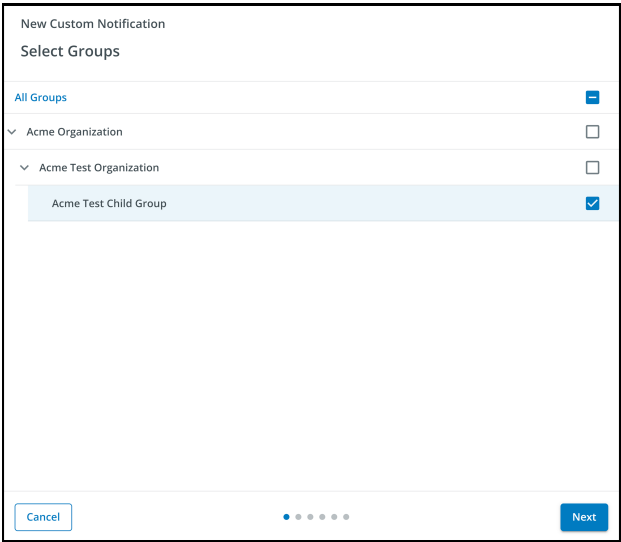 New Custom Notification
Select Groups
All Groups
Acme Organization
Acme Test Organization
Acme Test Child Group
Cancel
Next